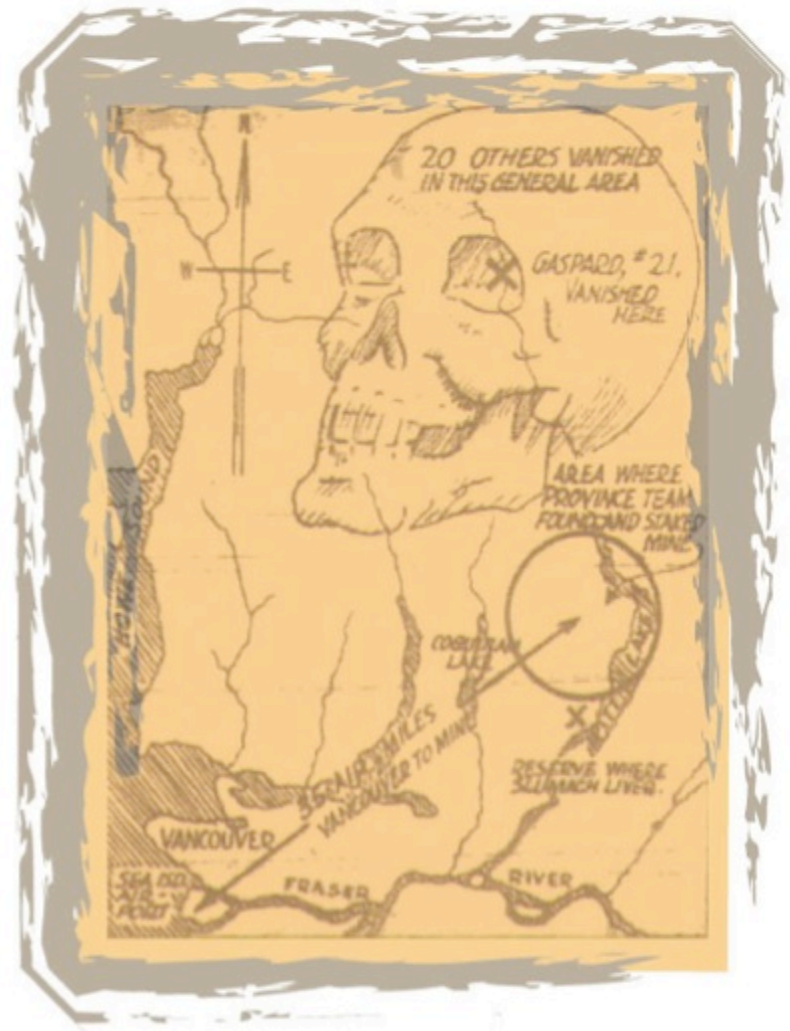 N
20 OTHERS VANISHED
IN THIS GENERAL AREA
W
E
GASPARD, #21,
VANISHED
HERE
AREA WHERE
PROVINCE TEAM
FOUND AND STAKED
MINE
HOWE SOUND
COQUITLAM
LAKE
PITT LAKE
AIR MILES
VANCOUVER TO MINE
RESERVE WHERE
SLUMACH LIVED.
VANCOUVER
SEA ISD.
AIR-
PORT
FRASER
RIVER